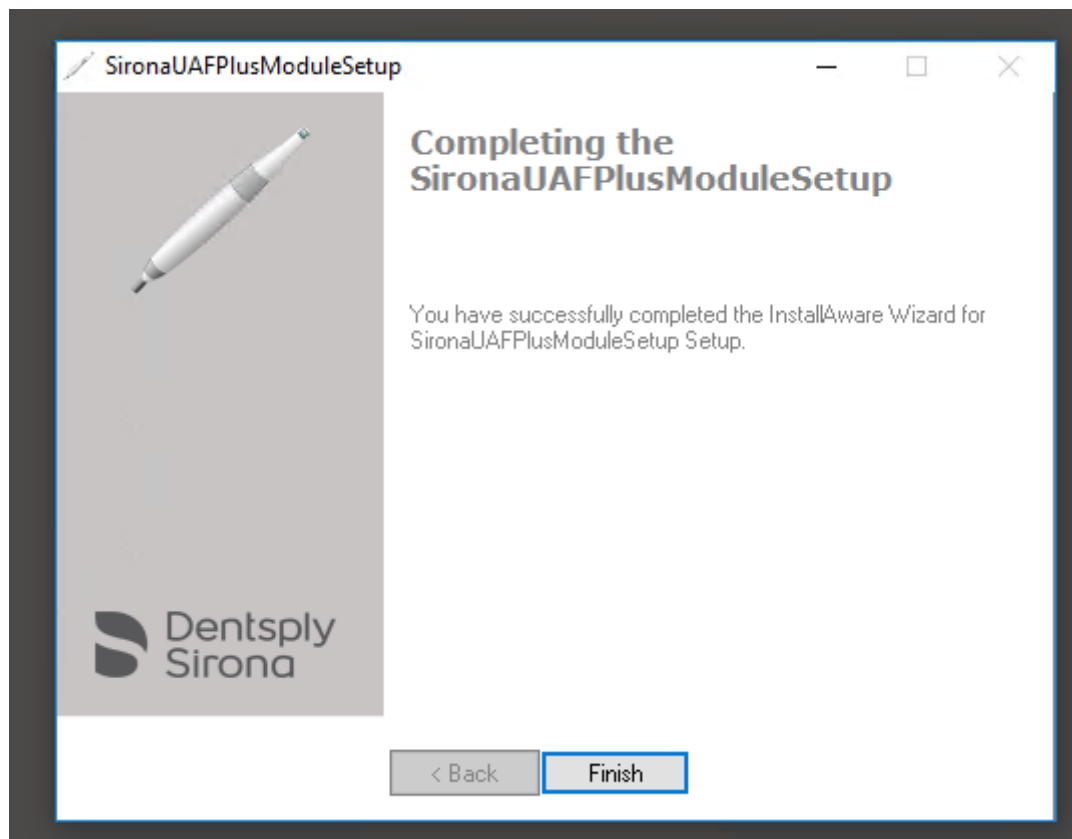 SironaUAFPlusModuleSetup
Completing the
SironaUAFPlusModuleSetup
You have successfully completed the InstallAware Wizard for
SironaUAFPlusModuleSetup Setup.
Dentsply
Sirona
< Back
Finish